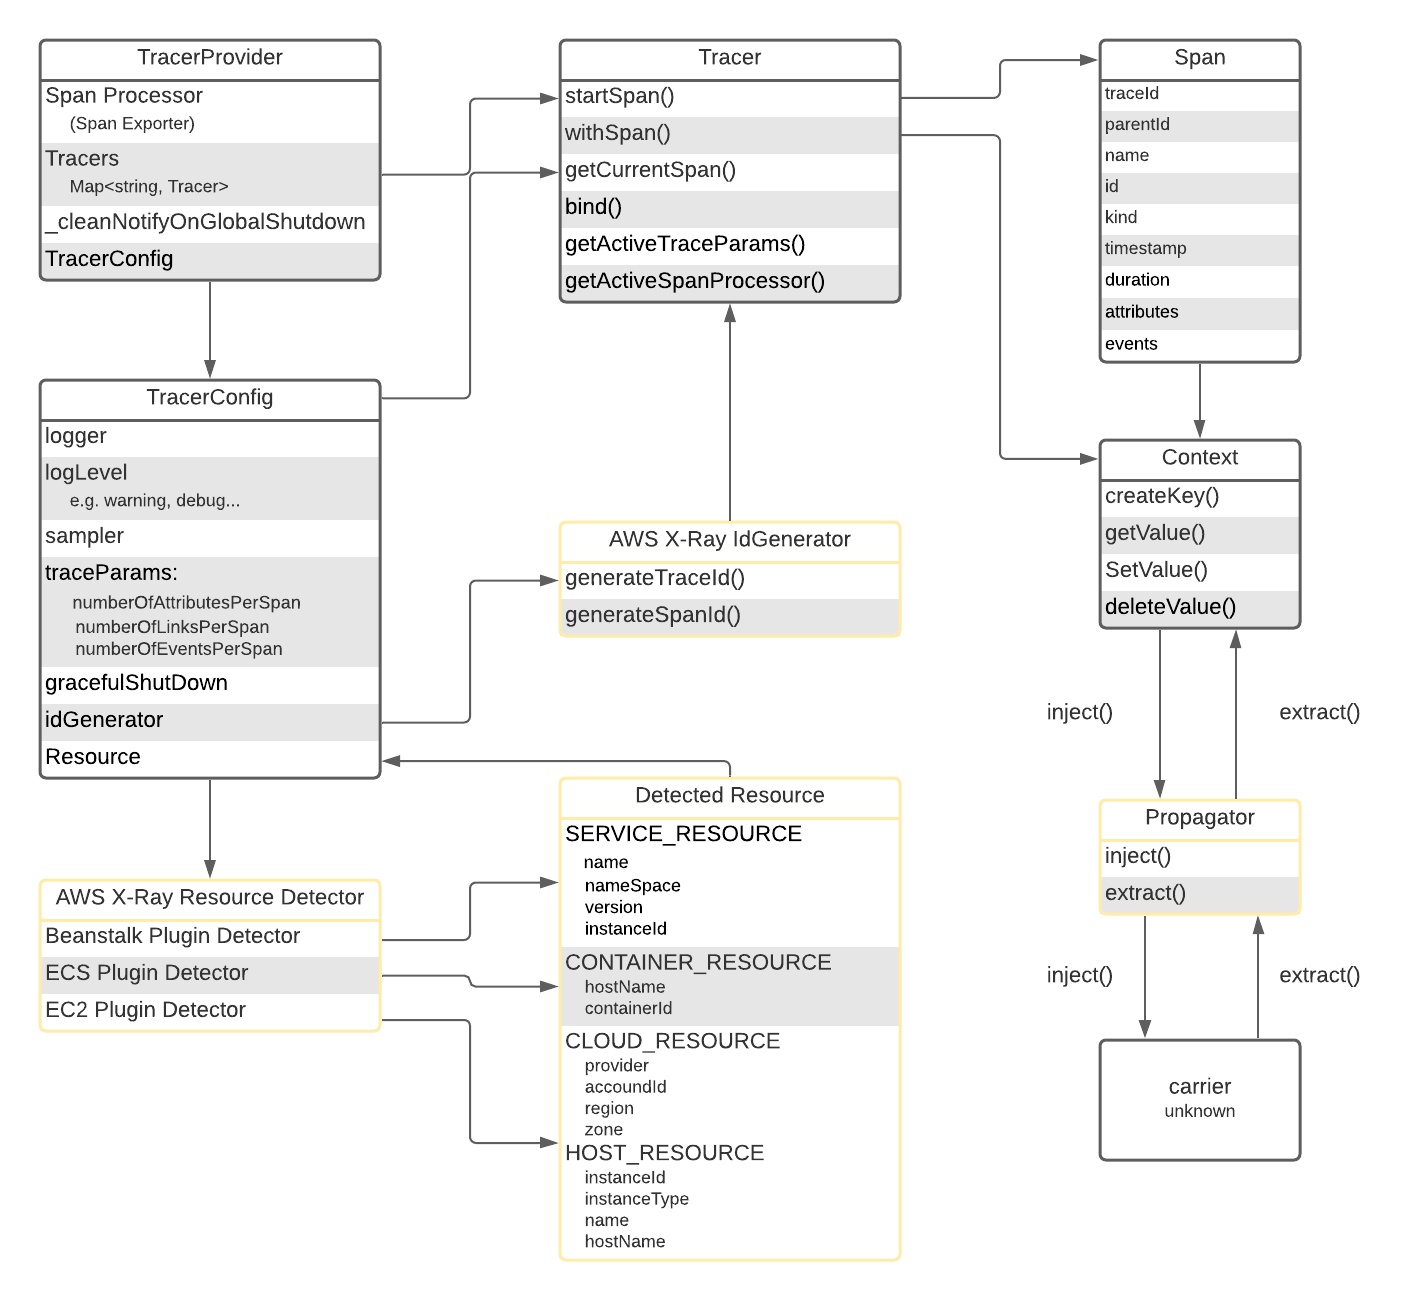 TracerProvider
Span Processor
(Span Exporter)
Tracers
Map<string, Tracer>
_cleanNotifyOnGlobalShutdown
TracerConfig
Tracer
startSpan()
withSpan()
getCurrentSpan()
bind()
getActiveTraceParams()
getActiveSpanProcessor()
Span
traceId
parentId
name
id
kind
timestamp
duration
attributes
events
TracerConfig
logger
logLevel
e.g. warning, debug...
sampler
traceParams:
numberOfAttributesPerSpan
numberOfLinksPerSpan
numberOfEventsPerSpan
gracefulShutDown
idGenerator
Resource
AWS X-Ray IdGenerator
generateTraceId()
generateSpanId()
Context
createKey()
getValue()
SetValue()
deleteValue()
inject()
extract()
Propagator
inject()
extract()
inject()
extract()
carrier
unknown
AWS X-Ray Resource Detector
Beanstalk Plugin Detector
ECS Plugin Detector
EC2 Plugin Detector
Detected Resource
SERVICE_RESOURCE
name
nameSpace
version
instanceId
CONTAINER_RESOURCE
hostName
containerId
CLOUD_RESOURCE
provider
accoundId
region
zone
HOST_RESOURCE
instanceId
instanceType
name
hostName